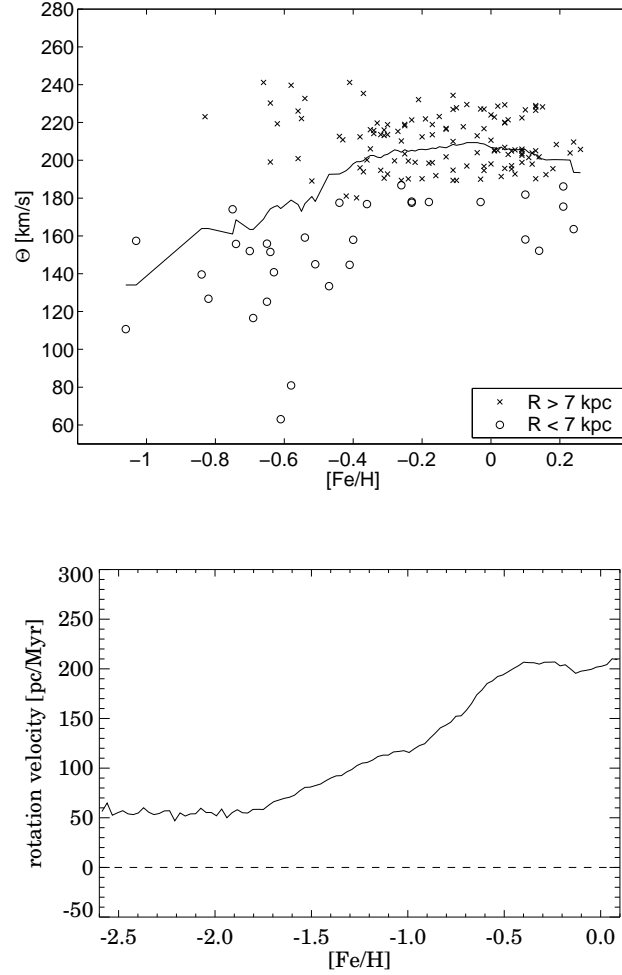 280
260
240
220
200
180
160
140
120
100
80
60
Θ [km/s]
−1 −0.8 −0.6 −0.4 −0.2 0 0.2
[Fe/H]
R > 7 kpc
R < 7 kpc
300
250
200
150
100
50
0
-50
rotation velocity [pc/Myr]
-2.5 -2.0 -1.5 -1.0 -0.5 0.0
[Fe/H]